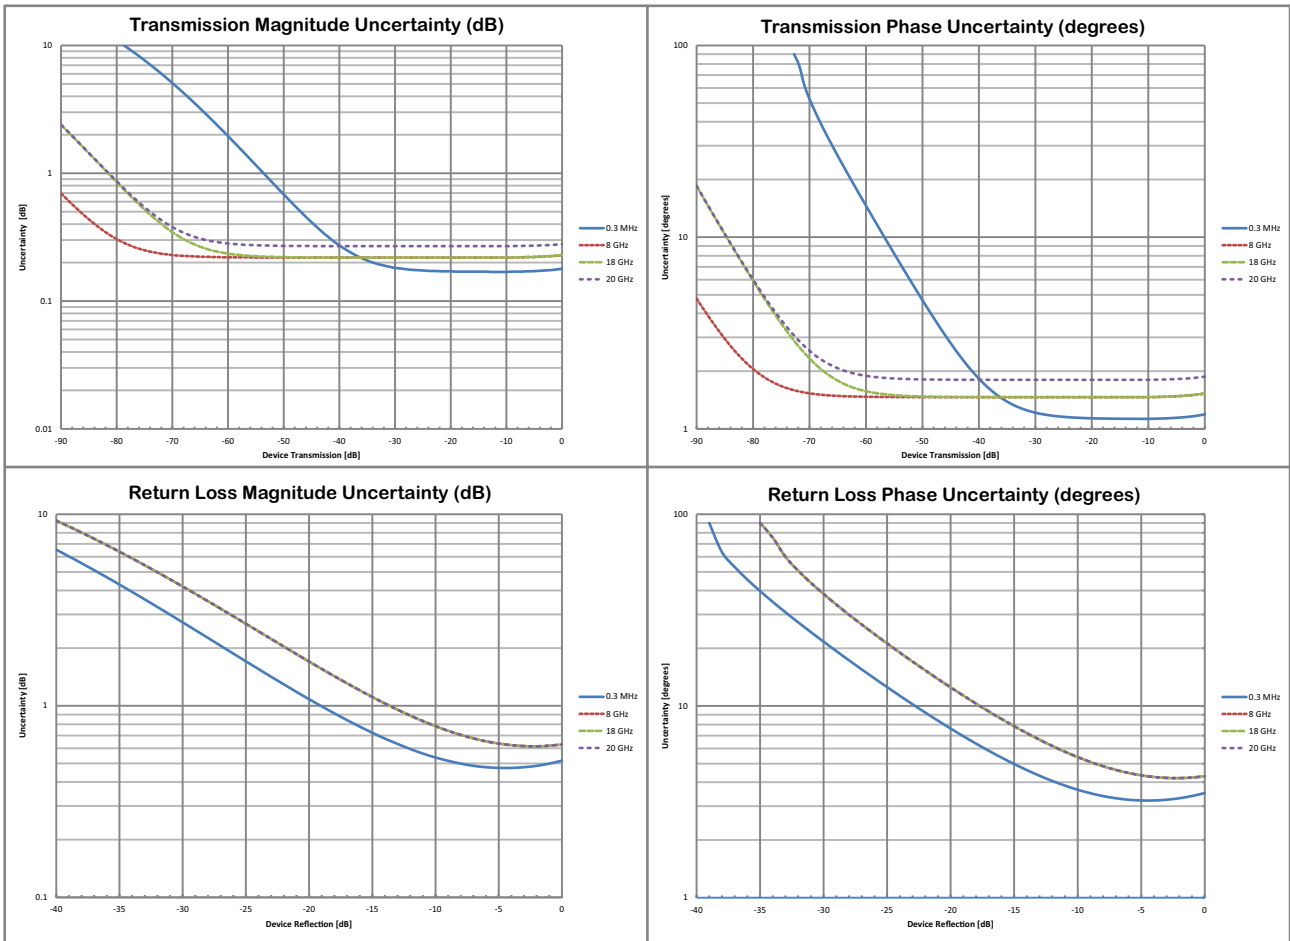 Transmission Magnitude Uncertainty (dB)
10
1
0.1
0.01
Uncertainty [dB]
-90 -80 -70 -60 -50 -40 -30 -20 -10 0
Device Transmission [dB]
0.3 MHz
8 GHz
18 GHz
20 GHz
Transmission Phase Uncertainty (degrees)
100
10
1
Uncertainty [degrees]
-90 -80 -70 -60 -50 -40 -30 -20 -10 0
Device Transmission [dB]
0.3 MHz
8 GHz
18 GHz
20 GHz
Return Loss Magnitude Uncertainty (dB)
10
1
0.1
Uncertainty [dB]
-40 -35 -30 -25 -20 -15 -10 -5 0
Device Reflection [dB]
0.3 MHz
8 GHz
18 GHz
20 GHz
Return Loss Phase Uncertainty (degrees)
100
10
1
Uncertainty [degrees]
-40 -35 -30 -25 -20 -15 -10 -5 0
Device Reflection [dB]
0.3 MHz
8 GHz
18 GHz
20 GHz